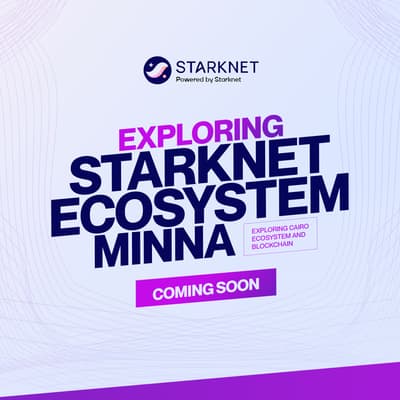 STARKNET
Powered by Starknet
EXPLORING
STARKNET
ECOSYSTEM
MINNA
EXPLORING CAIRO
ECOSYSTEM AND
BLOCKCHAIN
COMING SOON